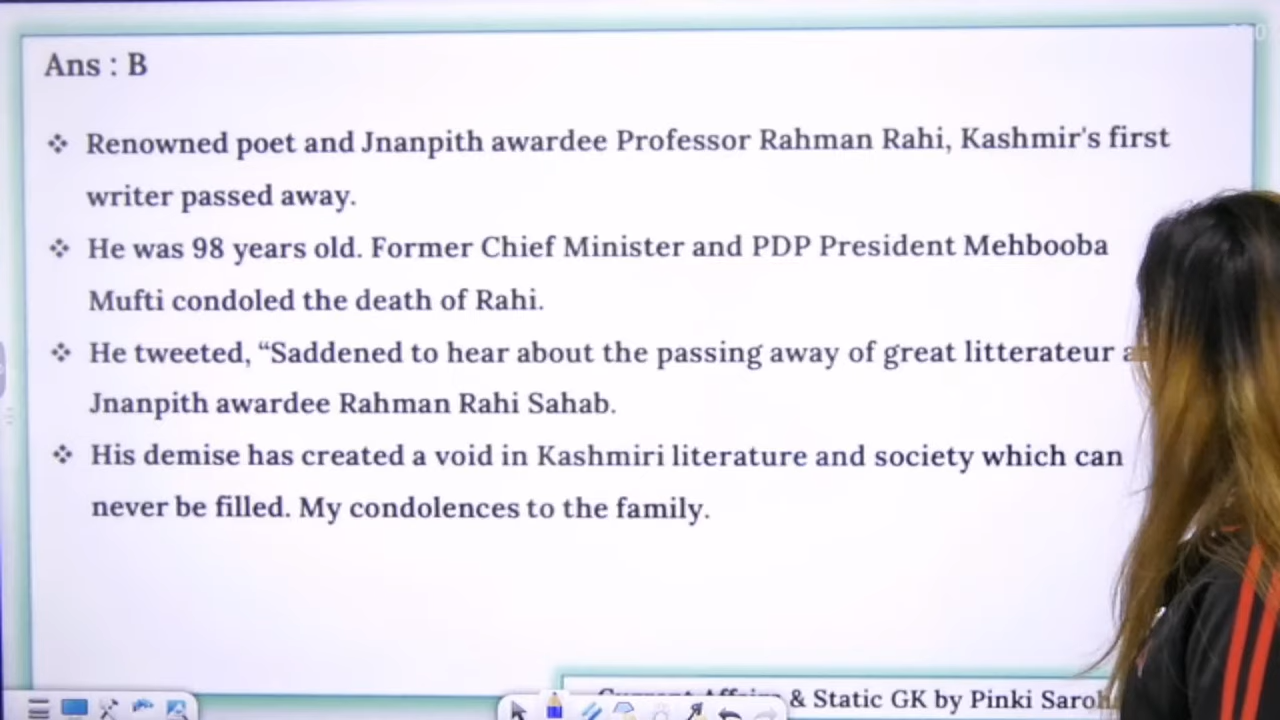 Ans : B
❖ Renowned poet and Jnanpith awardee Professor Rahman Rahi, Kashmir's first
writer passed away.
❖ He was 98 years old. Former Chief Minister and PDP President Mehbooba
Mufti condoled the death of Rahi.
❖ He tweeted, “Saddened to hear about the passing away of great litterateur
Jnanpith awardee Rahman Rahi Sahab.
❖ His demise has created a void in Kashmiri literature and society which can
never be filled. My condolences to the family.
Current Affairs & Static GK by Pinki